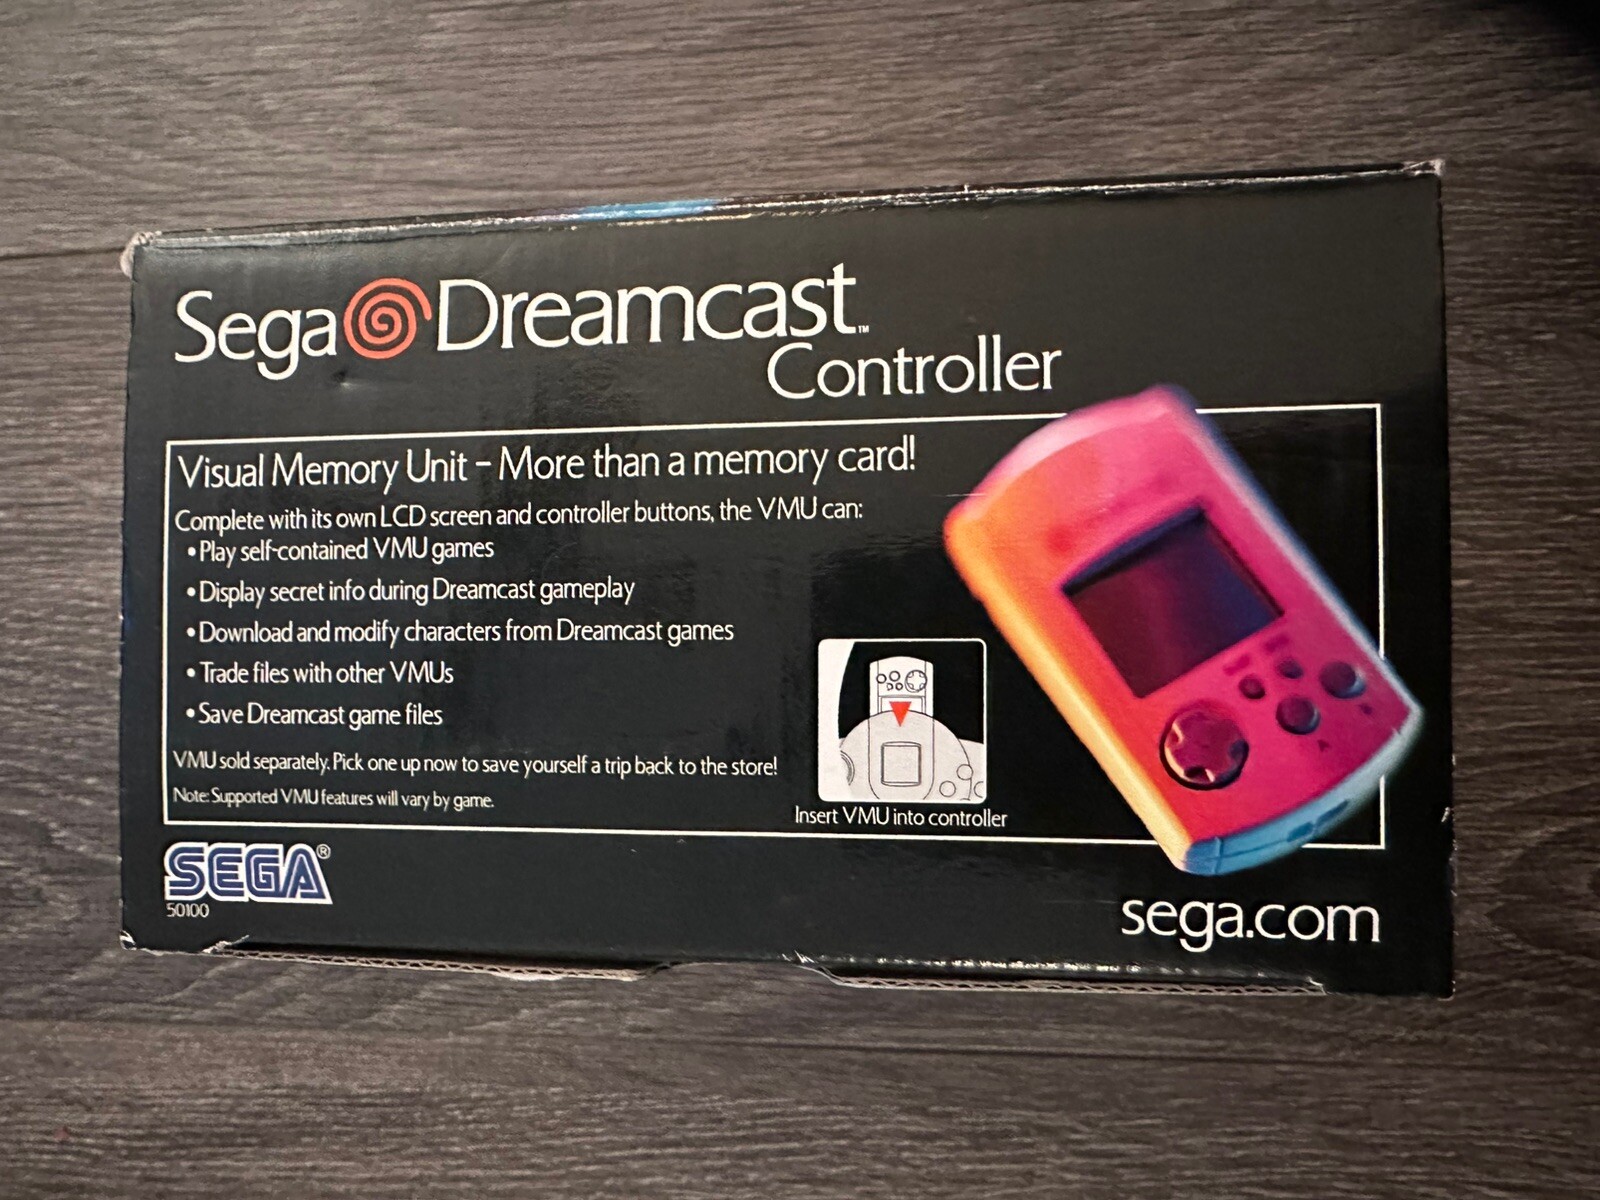 Sega Dreamcast™
Controller
Visual Memory Unit – More than a memory card!
Complete with its own LCD screen and controller buttons, the VMU can:
• Play self-contained VMU games
• Display secret info during Dreamcast gameplay
• Download and modify characters from Dreamcast games
• Trade files with other VMUs
• Save Dreamcast game files
VMU sold separately. Pick one up now to save yourself a trip back to the store!
Note: Supported VMU features will vary by game.
Insert VMU into controller
B
A
SEGA®
50100
sega.com